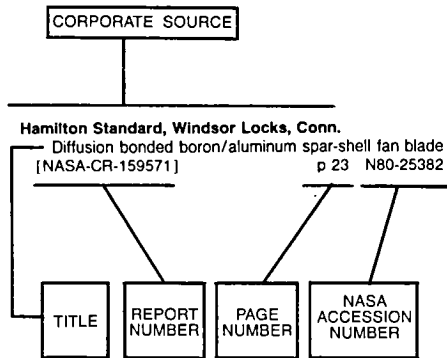 CORPORATE SOURCE
Hamilton Standard, Windsor Locks, Conn.
Diffusion bonded boron/aluminum spar-shell fan blade
[NASA-CR-159571] p 23 N80-25382
TITLE
REPORT NUMBER
PAGE NUMBER
NASA ACCESSION NUMBER